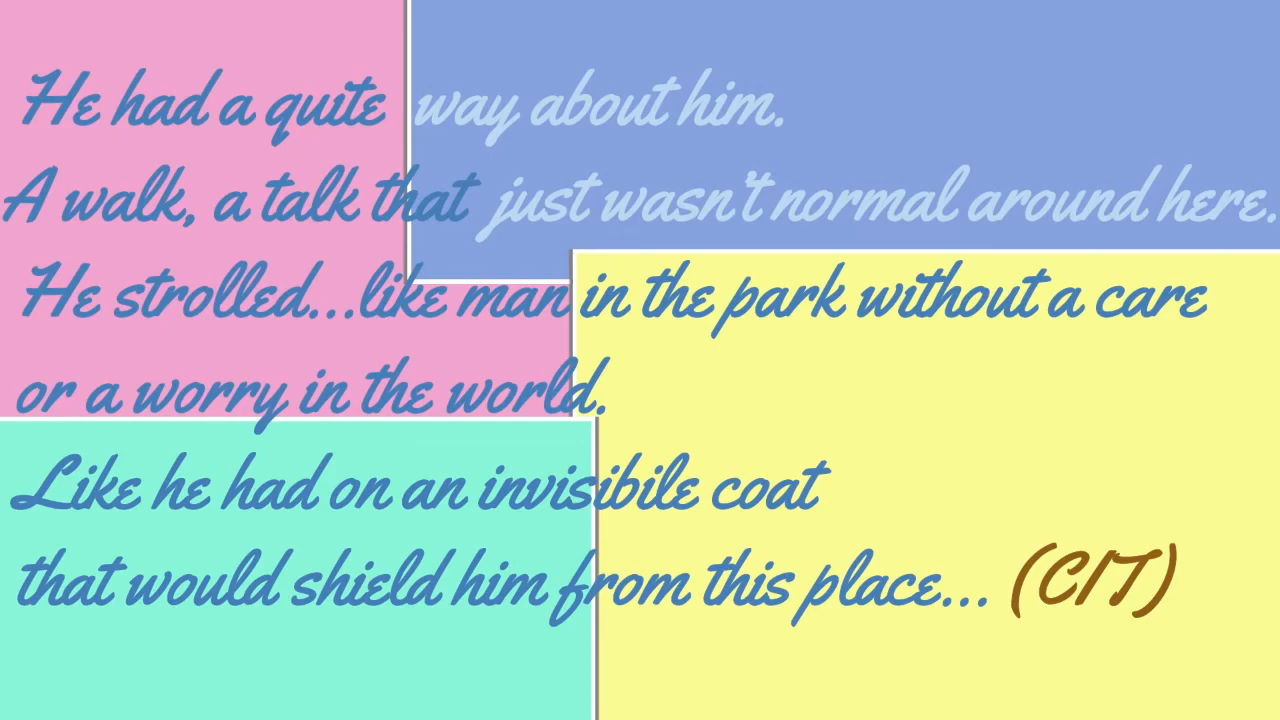 He had a quite way about him.
A walk, a talk that just wasn't normal around here.
He strolled...like man in the park without a care
or a worry in the world.
Like he had on an invisibile coat
that would shield him from this place... (CIT)